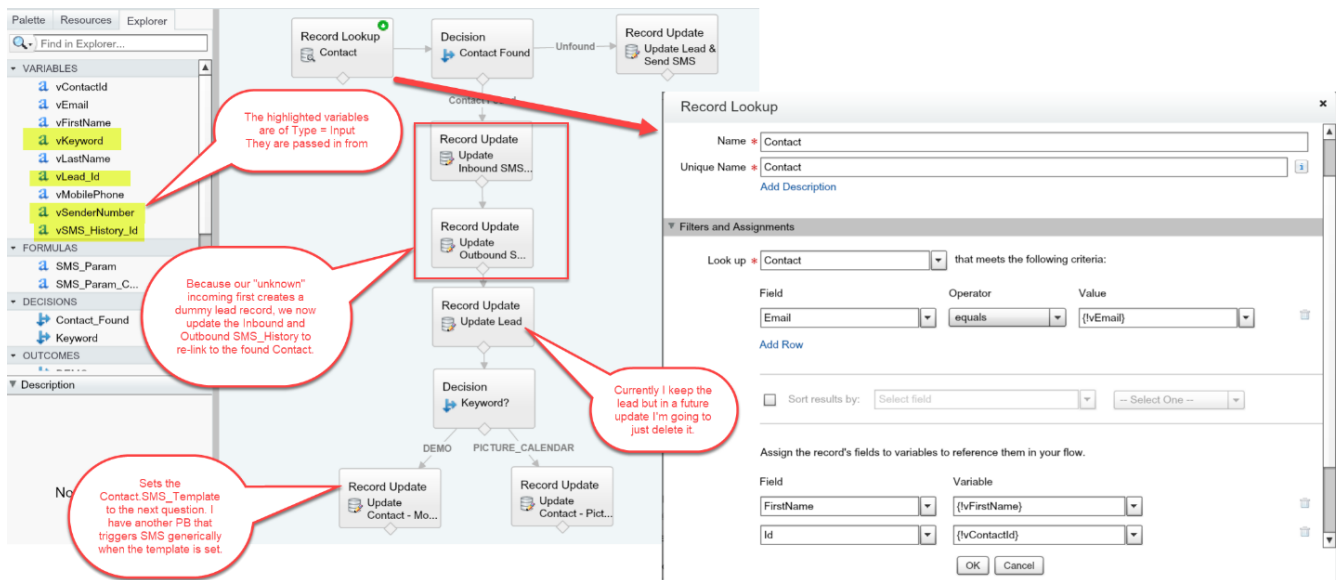 Palette Resources Explorer
Find in Explorer...
VARIABLES
vContactId
vEmail
vFirstName
vKeyword
vLastName
vLead_Id
vMobilePhone
vSenderNumber
vSMS_History_Id
FORMULAS
SMS_Param
SMS_Param_C...
DECISIONS
Contact_Found
Keyword
OUTCOMES
Description
The highlighted variables
are of Type = Input
They are passed in from
Because our "unknown"
incoming first creates a
dummy lead record, we now
update the Inbound and
Outbound SMS_History to
re-link to the found Contact.
Sets the
Contact.SMS_Template
to the next question. I
have another PB that
triggers SMS generically
when the template is set.
Record Lookup
Contact
Decision
Contact Found
Unfound
Record Update
Update Lead &
Send SMS
Record Update
Update
Inbound SMS...
Record Update
Update
Outbound S...
Record Update
Update Lead
Currently I keep the
lead but in a future
update I'm going to
just delete it.
Decision
Keyword?
DEMO PICTURE_CALENDAR
Record Update
Update
Contact - Mo...
Record Update
Update
Contact - Pict...
Record Lookup
Name * Contact
Unique Name * Contact
Add Description
Filters and Assignments
Look up * Contact that meets the following criteria:
Field Operator Value
Email equals {!vEmail}
Add Row
Sort results by: Select field -- Select One --
Assign the record's fields to variables to reference them in your flow.
Field Variable
FirstName {!vFirstName}
Id {!vContactId}
OK Cancel